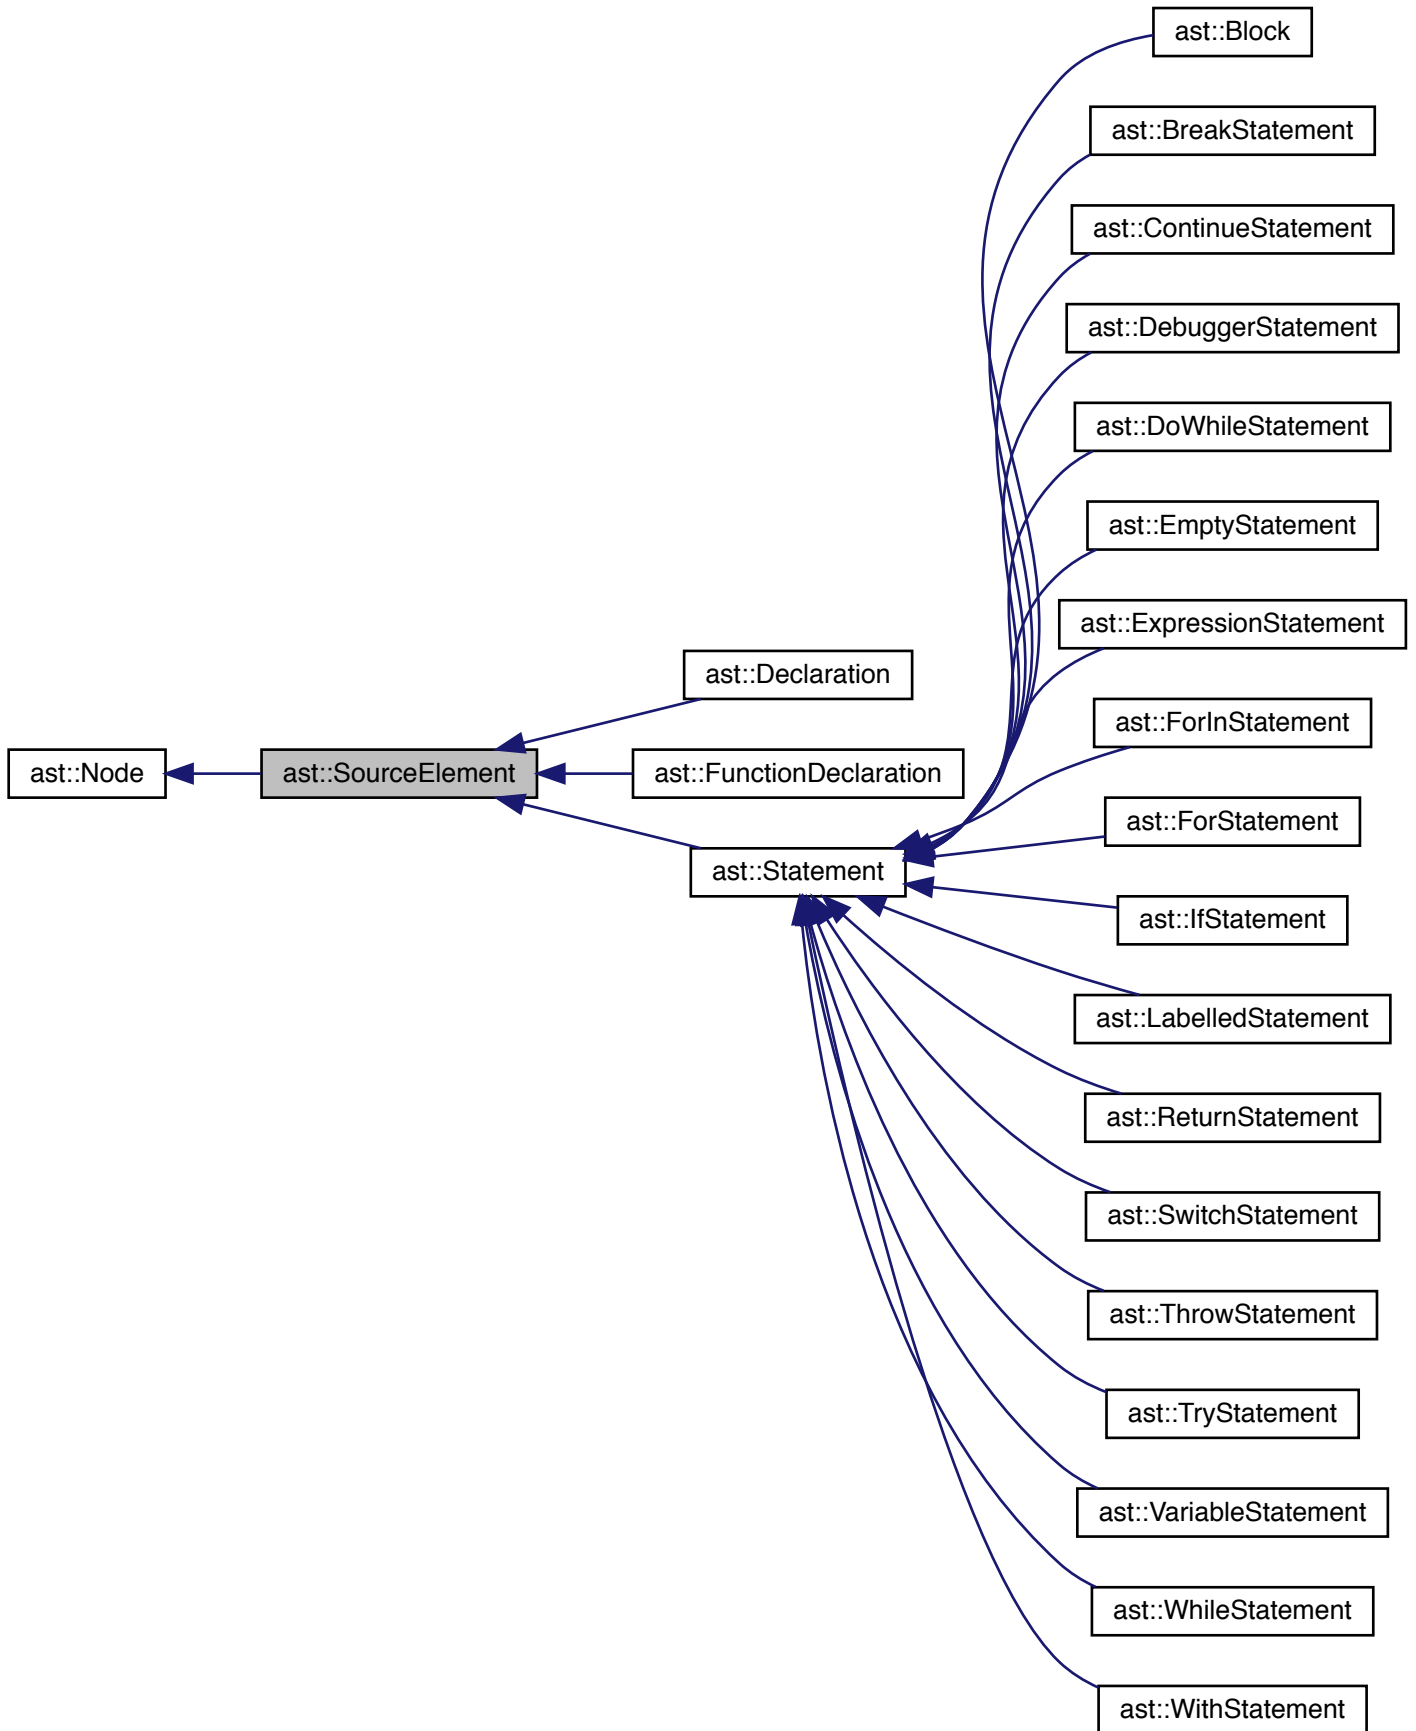 ast::Block
ast::BreakStatement
ast::ContinueStatement
ast::DebuggerStatement
ast::DoWhileStatement
ast::EmptyStatement
ast::ExpressionStatement
ast::Declaration
ast::ForInStatement
ast::Node
ast::SourceElement
ast::FunctionDeclaration
ast::ForStatement
ast::Statement
ast::IfStatement
ast::LabelledStatement
ast::ReturnStatement
ast::SwitchStatement
ast::ThrowStatement
ast::TryStatement
ast::VariableStatement
ast::WhileStatement
ast::WithStatement